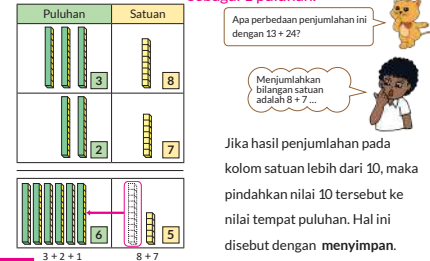 Puluhan Satuan
3 8
2 7
6 5
3 + 2 + 1 8 + 7
Apa perbedaan penjumlahan ini
dengan 13 + 24?
Menjumlahkan
bilangan satuan
adalah 8 + 7 ...
Jika hasil penjumlahan pada
kolom satuan lebih dari 10, maka
pindahkan nilai 10 tersebut ke
nilai tempat puluhan. Hal ini
disebut dengan menyimpan.